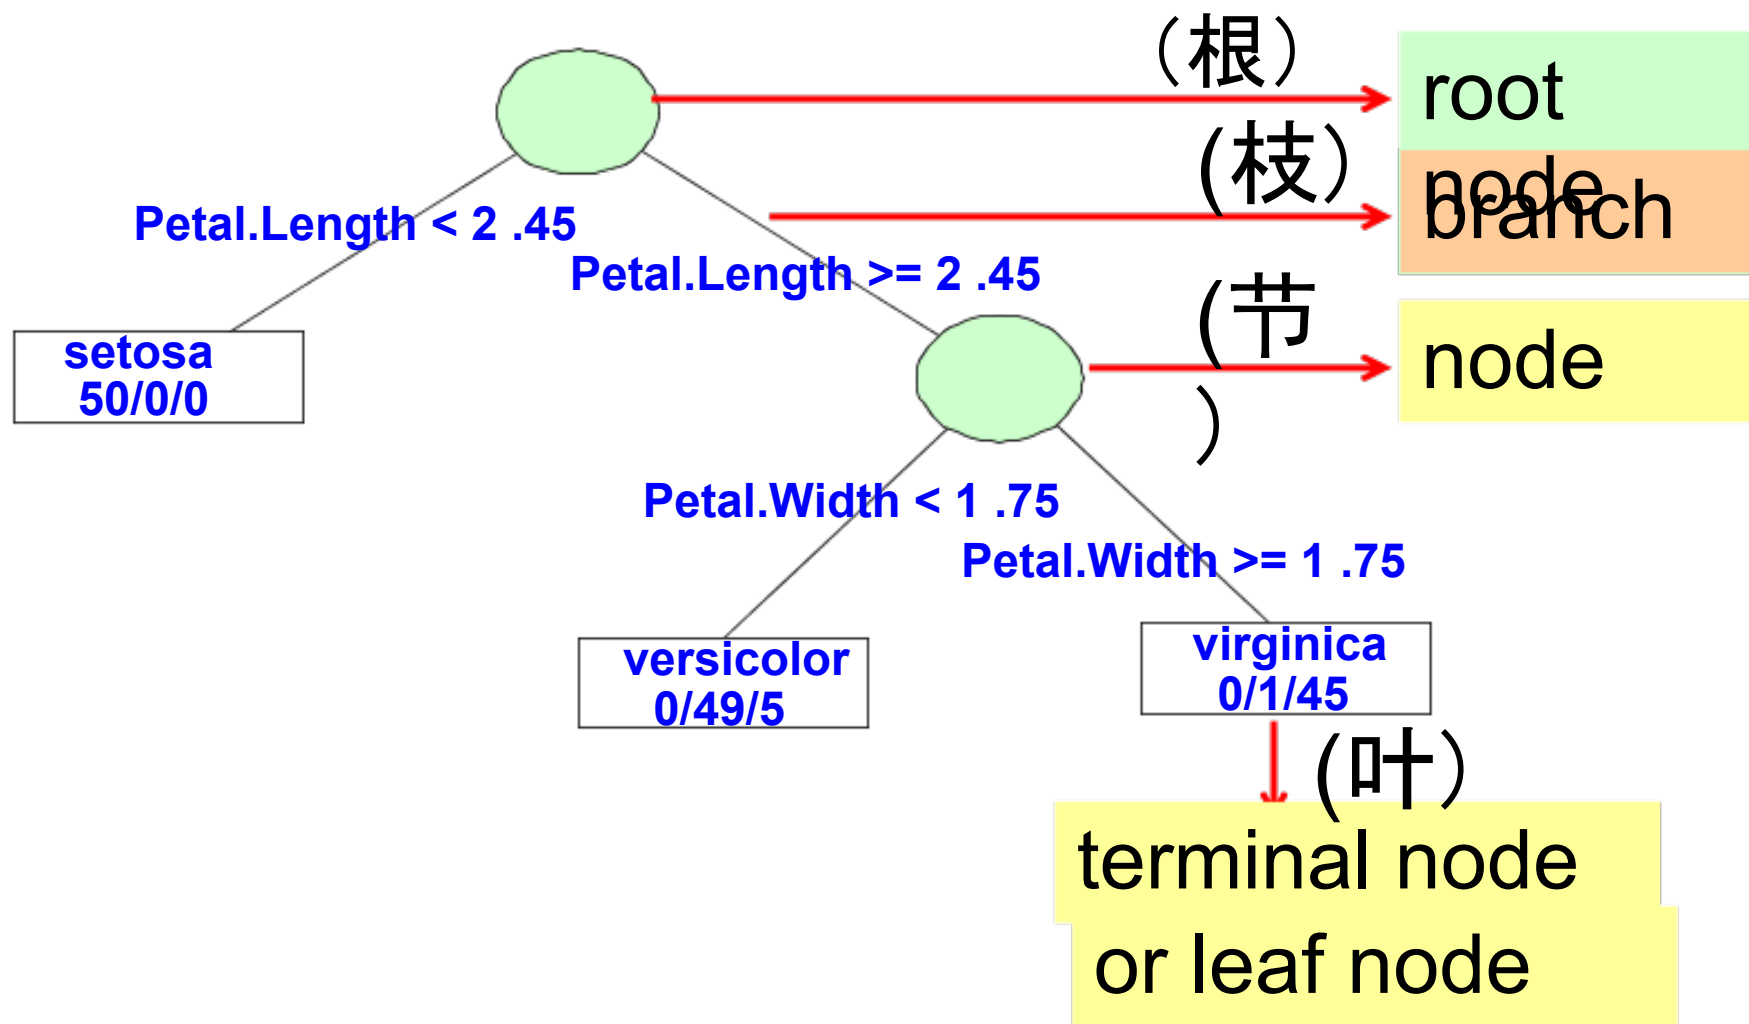 （根）
root
node
(枝）
branch
Petal.Length < 2 .45
Petal.Length >= 2 .45
(节
）
node
setosa
50/0/0
Petal.Width < 1 .75
Petal.Width >= 1 .75
versicolor
0/49/5
virginica
0/1/45
(叶）
terminal node
or leaf node